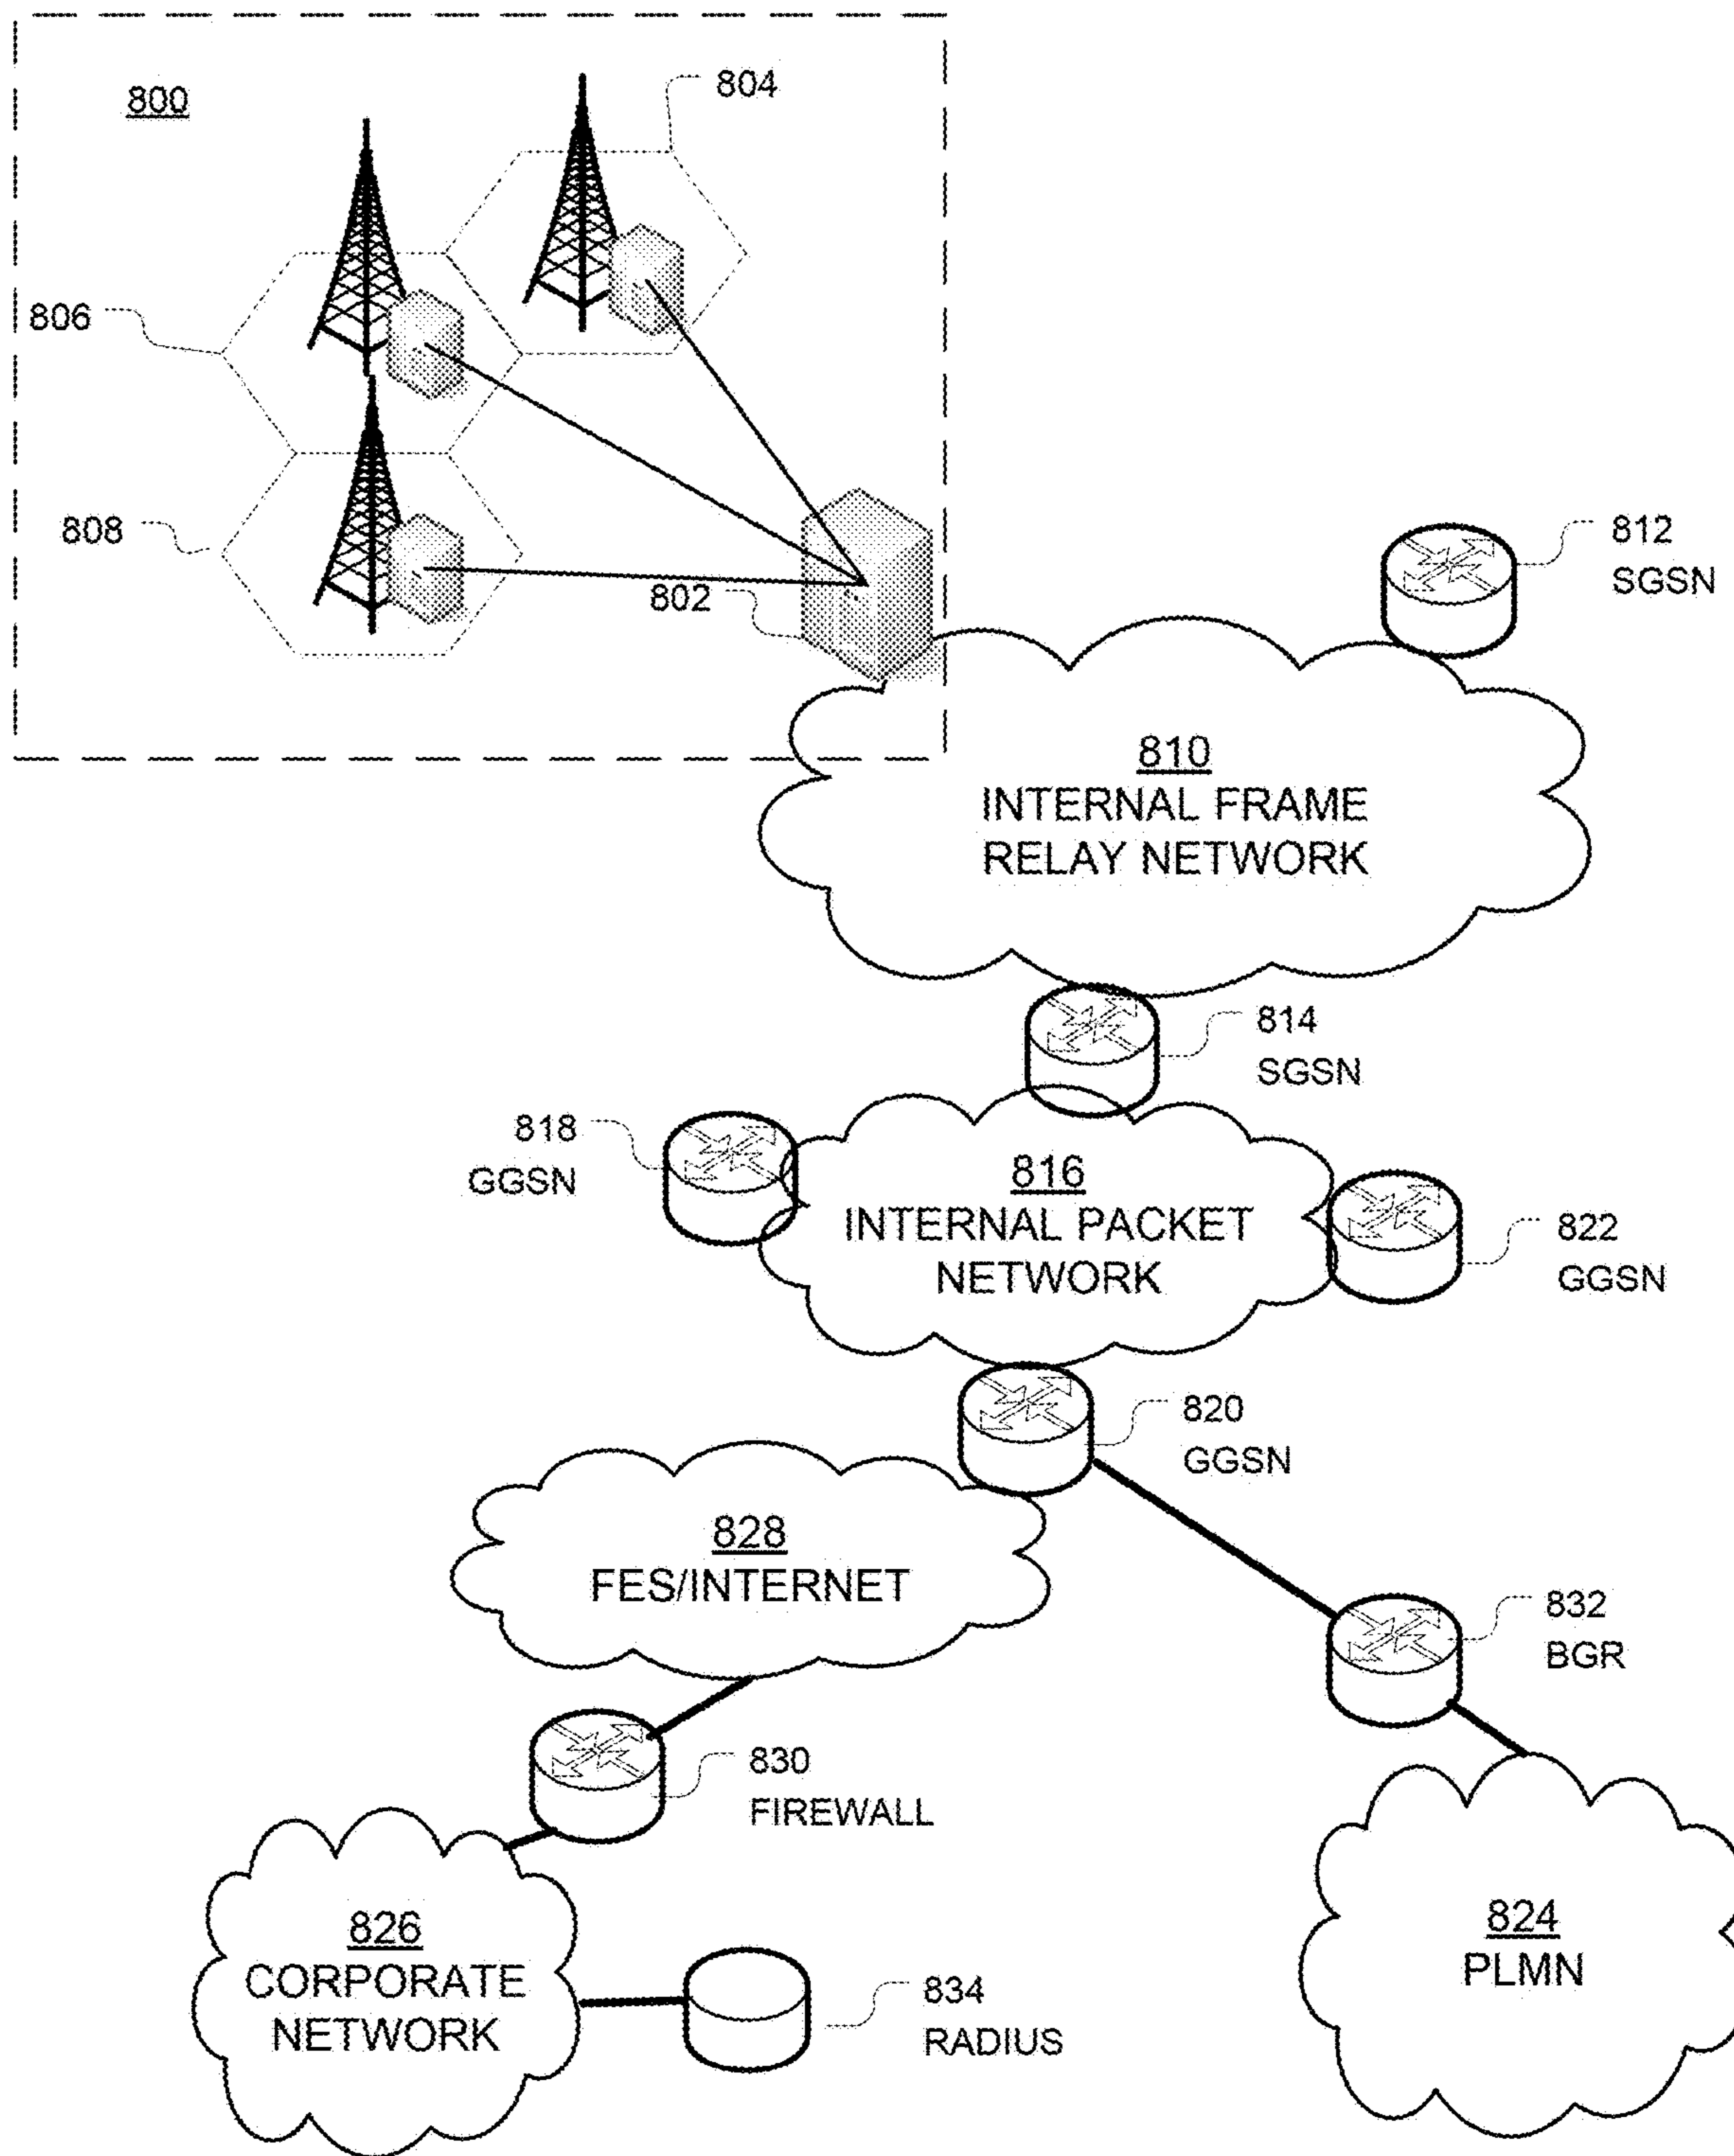 800
804
806
808
802
812
SGSN
810
INTERNAL FRAME
RELAY NETWORK
814
SGSN
818
GGSN
816
INTERNAL PACKET
NETWORK
822
GGSN
820
GGSN
828
FES/INTERNET
832
BGR
830
FIREWALL
826
CORPORATE
NETWORK
824
PLMN
834
RADIUS